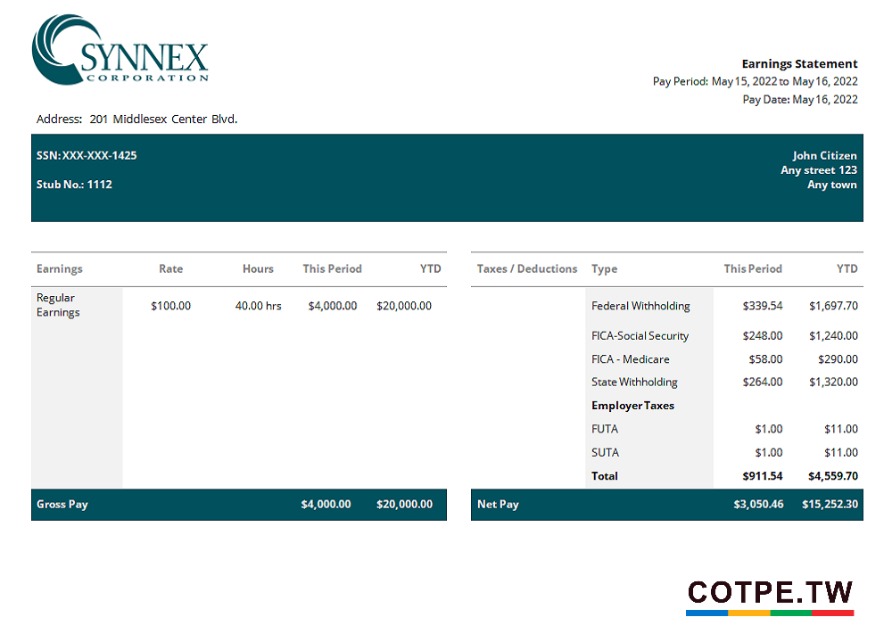 SYNNEX
CORPORATION
Earnings Statement
Pay Period: May 15, 2022 to May 16, 2022
Pay Date: May 16, 2022
Address: 201 Middlesex Center Blvd.
SSN: XXX-XXX-1425
Stub No.: 1112
John Citizen
Any street 123
Any town
Earnings Rate Hours This Period YTD
Regular
Earnings
$100.00 40.00 hrs $4,000.00 $20,000.00
Gross Pay $4,000.00 $20,000.00
Taxes / Deductions Type This Period YTD
Federal Withholding $339.54 $1,697.70
FICA-Social Security $248.00 $1,240.00
FICA - Medicare $58.00 $290.00
State Withholding $264.00 $1,320.00
Employer Taxes
FUTA $1.00 $11.00
SUTA $1.00 $11.00
Total $911.54 $4,559.70
Net Pay $3,050.46 $15,252.30
COTPE.TW